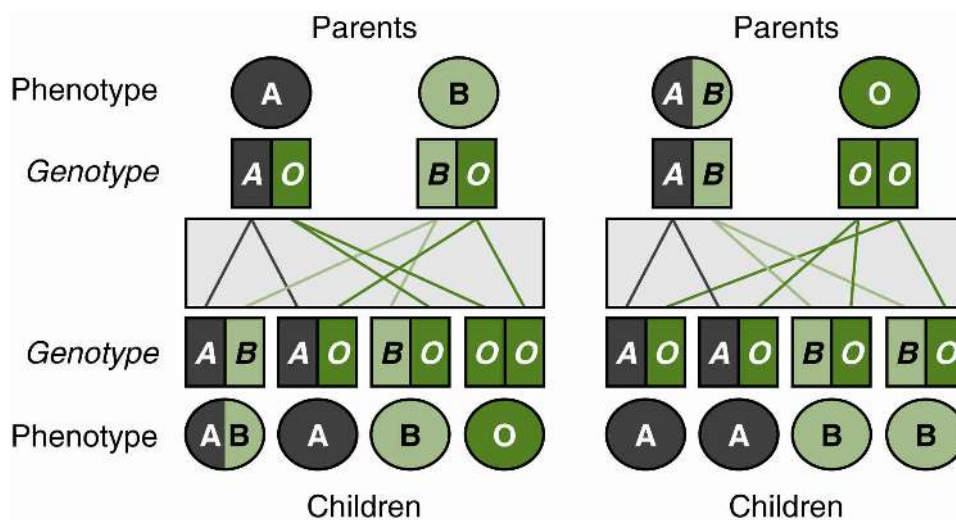 Parents Parents
Phenotype A B A B O
Genotype A O B O A B O O
Genotype A B A O B O O O A O A O B O B O
Phenotype A B A B O A A B B
Children Children